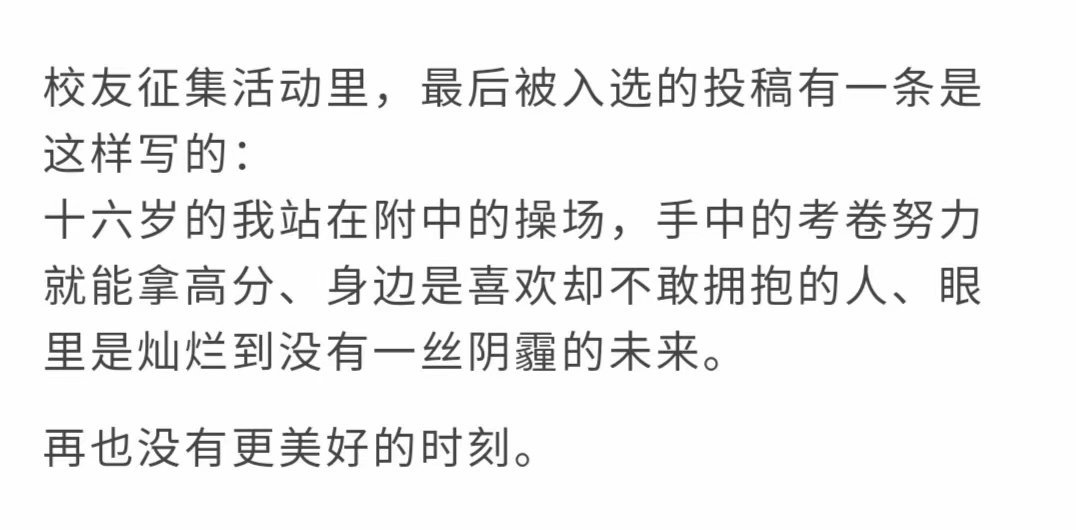 校友征集活动里，最后被入选的投稿有一条是
这样写的：
十六岁的我站在附中的操场，手中的考卷努力
就能拿高分、身边是喜欢却不敢拥抱的人、眼
里是灿烂到没有一丝阴霾的未来。
再也没有更美好的时刻。